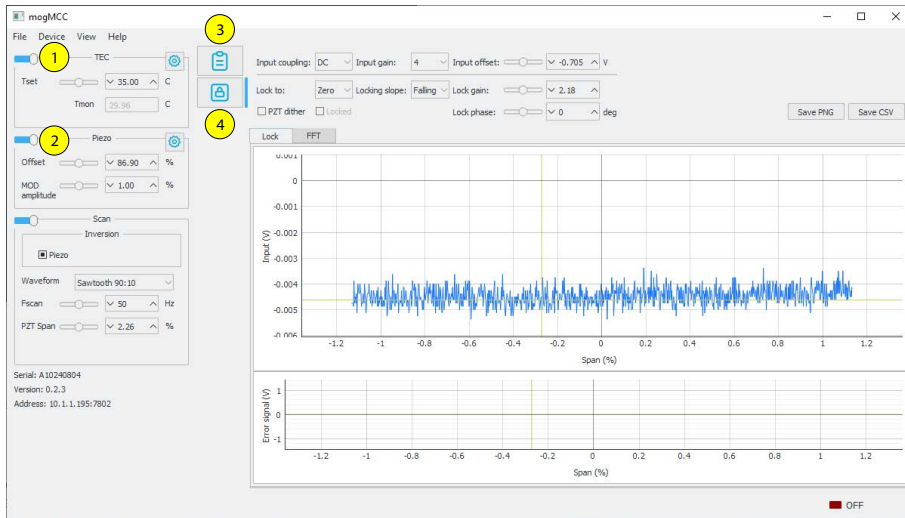 mogMCC
File Device View Help
1
TEC
Tset 35.00 C
Tmon 29.96 C
2
Piezo
Offset 86.90 %
MOD amplitude 1.00 %
Scan
Inversion
Piezo
Waveform Sawtooth 90:10
Fscan 50 Hz
PZT Span 2.26 %
Serial: A10240804
Version: 0.2.3
Address: 10.1.1.195:7802
3
4
Input coupling: DC Input gain: 4 Input offset: -0.705 V
Lock to: Zero Locking slope: Falling Lock gain: 2.18
PZT dither Locked Lock phase: 0 deg
Save PNG Save CSV
Lock FFT
0.001
0
-0.001
-0.002
-0.003
-0.004
-0.005
-0.006
Input (V)
-1.2 -1 -0.8 -0.6 -0.4 -0.2 0 0.2 0.4 0.6 0.8 1 1.2
Span (%)
1
0
-1
Error signal (V)
-1.2 -1 -0.8 -0.6 -0.4 -0.2 0 0.2 0.4 0.6 0.8 1 1.2
Span (%)
OFF